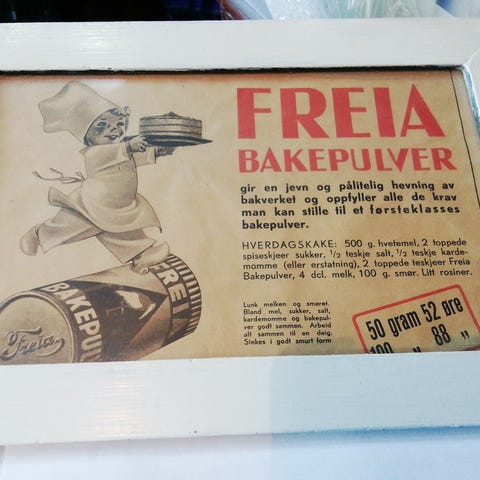 FREIA
BAKEPULVER
gir en jevn og pålitelig hevning av
bakverket og oppfyller alle de krav
man kan stille til et førsteklasses
bakepulver.
HVERDAGSKAKE: 500 g. hvetemel, 2 toppede
spiseskjeer sukker, 1/2 teskje salt, 1/2 teskje karde-
momme (eller erstatning), 2 toppede teskjeer Freia
Bakepulver, 4 dcl. melk, 100 g. smør. Litt rosiner.
Lunk melken og smøret.
Bland mel, sukker, salt,
kardemomme og bakepul-
ver godt sammen. Arbeid
alt sammen til en deig.
Stekes i godt smurt form
50 gram 52 øre
100 " 88 "
FREIA
BAKEPU
Freia